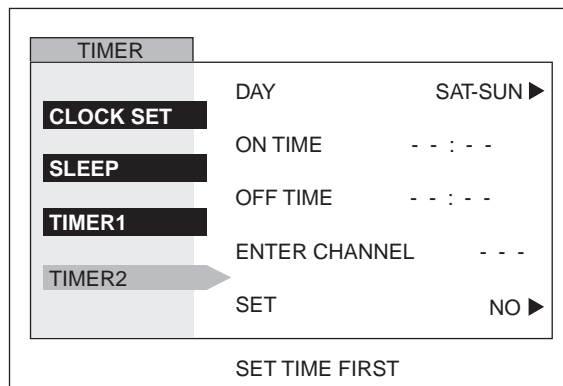 TIMER
CLOCK SET
SLEEP
TIMER1
TIMER2
DAY SAT-SUN ▶
ON TIME - - : - -
OFF TIME - - : - -
ENTER CHANNEL - - -
SET NO ▶
SET TIME FIRST